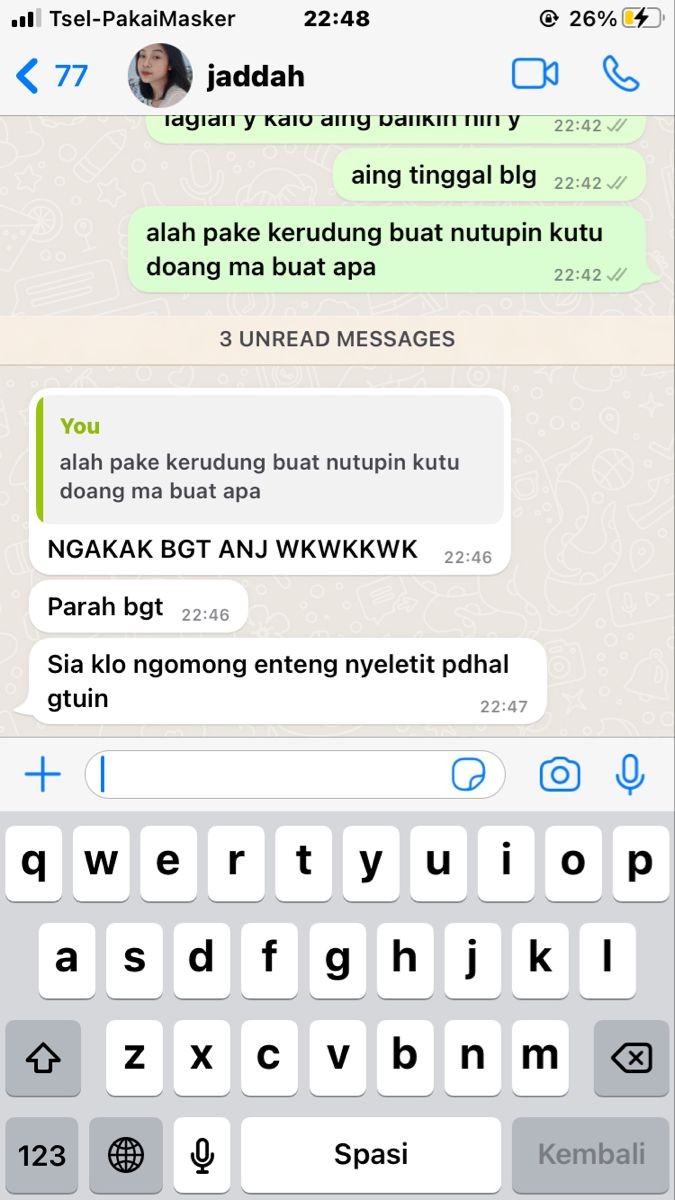 Tsel-PakaiMasker 22:48 26%
77 jaddah
lagian y kalo aing balikin nih y 22:42
aing tinggal blg 22:42
alah pake kerudung buat nutupin kutu
doang ma buat apa 22:42
3 UNREAD MESSAGES
You
alah pake kerudung buat nutupin kutu
doang ma buat apa
NGAKAK BGT ANJ WKWKKWK 22:46
Parah bgt 22:46
Sia klo ngomong enteng nyeletit pdhal
gtuin 22:47
q w e r t y u i o p
a s d f g h j k l
z x c v b n m
123 Spasi Kembali